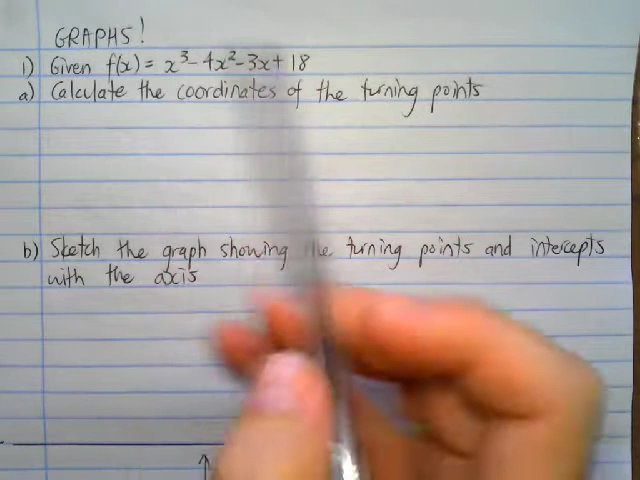 GRAPHS!
1) Given f(x) = x³-4x²-3x+18
a) Calculate the coordinates of the turning points
b) Sketch the graph showing the turning points and intercepts
with the axis